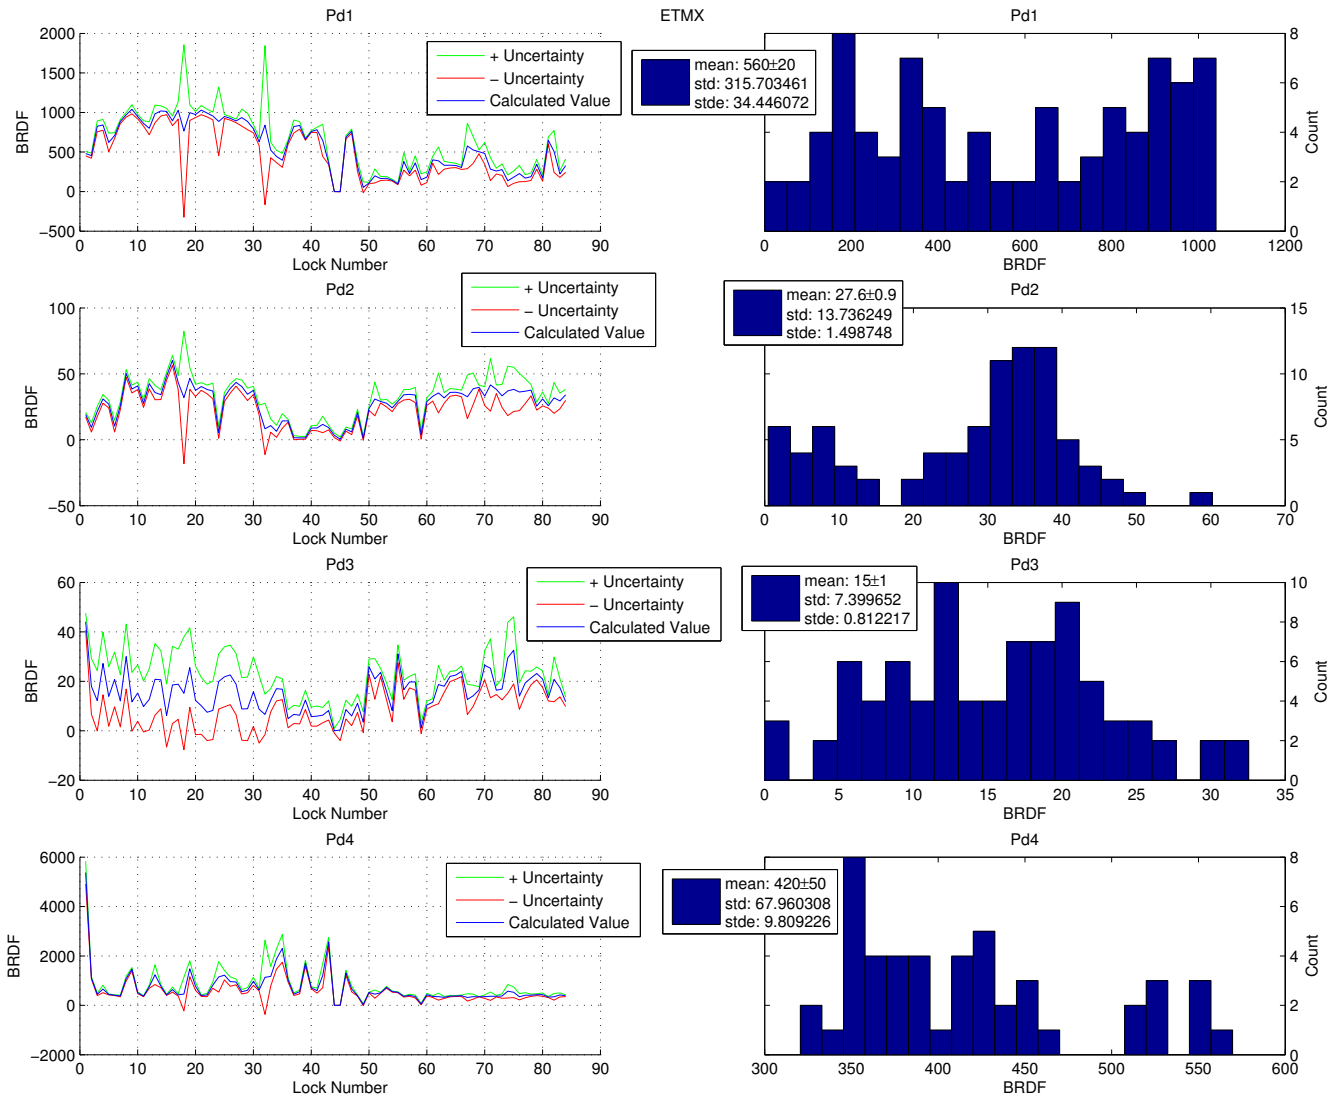 ETMX
Pd1
2000
1500
1000
500
0
−500
0 10 20 30 40 50 60 70 80 90
Lock Number
BRDF
+ Uncertainty
− Uncertainty
Calculated Value
Pd1
mean: 560±20
std: 315.703461
stde: 34.446072
8
6
4
2
0
Count
0 200 400 600 800 1000 1200
BRDF
Pd2
100
50
0
−50
0 10 20 30 40 50 60 70 80 90
Lock Number
BRDF
+ Uncertainty
− Uncertainty
Calculated Value
Pd2
mean: 27.6±0.9
std: 13.736249
stde: 1.498748
15
10
5
0
Count
0 10 20 30 40 50 60 70
BRDF
Pd3
60
40
20
0
−20
0 10 20 30 40 50 60 70 80 90
Lock Number
BRDF
+ Uncertainty
− Uncertainty
Calculated Value
Pd3
mean: 15±1
std: 7.399652
stde: 0.812217
10
8
6
4
2
0
Count
0 5 10 15 20 25 30 35
BRDF
Pd4
6000
4000
2000
0
−2000
0 10 20 30 40 50 60 70 80 90
Lock Number
BRDF
+ Uncertainty
− Uncertainty
Calculated Value
mean: 420±50
std: 67.960308
stde: 9.809226
8
6
4
2
0
Count
300 350 400 450 500 550 600
BRDF